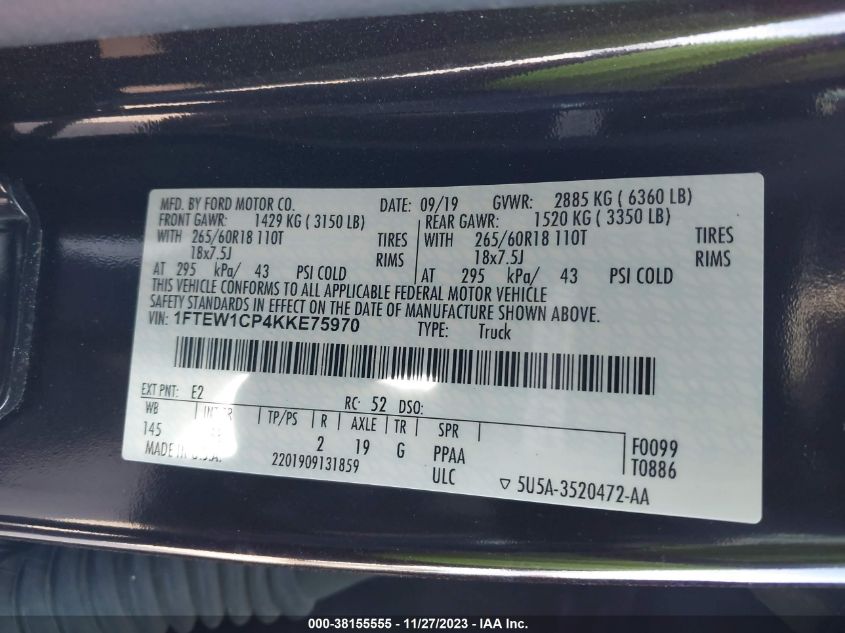 MFD. BY FORD MOTOR CO. DATE: 09/19 GVWR: 2885 KG ( 6360 LB)
FRONT GAWR: 1429 KG ( 3150 LB) REAR GAWR: 1520 KG ( 3350 LB)
WITH 265/60R18 110T TIRES WITH 265/60R18 110T TIRES
18x7.5J RIMS 18x7.5J RIMS
AT 295 kPa/ 43 PSI COLD AT 295 kPa/ 43 PSI COLD
THIS VEHICLE CONFORMS TO ALL APPLICABLE FEDERAL MOTOR VEHICLE
SAFETY STANDARDS IN EFFECT ON THE DATE OF MANUFACTURE SHOWN ABOVE.
VIN: 1FTEW1CP4KKE75970 TYPE: Truck
EXT PNT: E2 RC: 52 DSO:
WB TP/PS R AXLE TR SPR
145 2 19 G PPAA F0099
MADE IN U.S.A. 2201909131859 ULC T0886
5U5A-3520472-AA
000-38155555 - 11/27/2023 - IAA Inc.